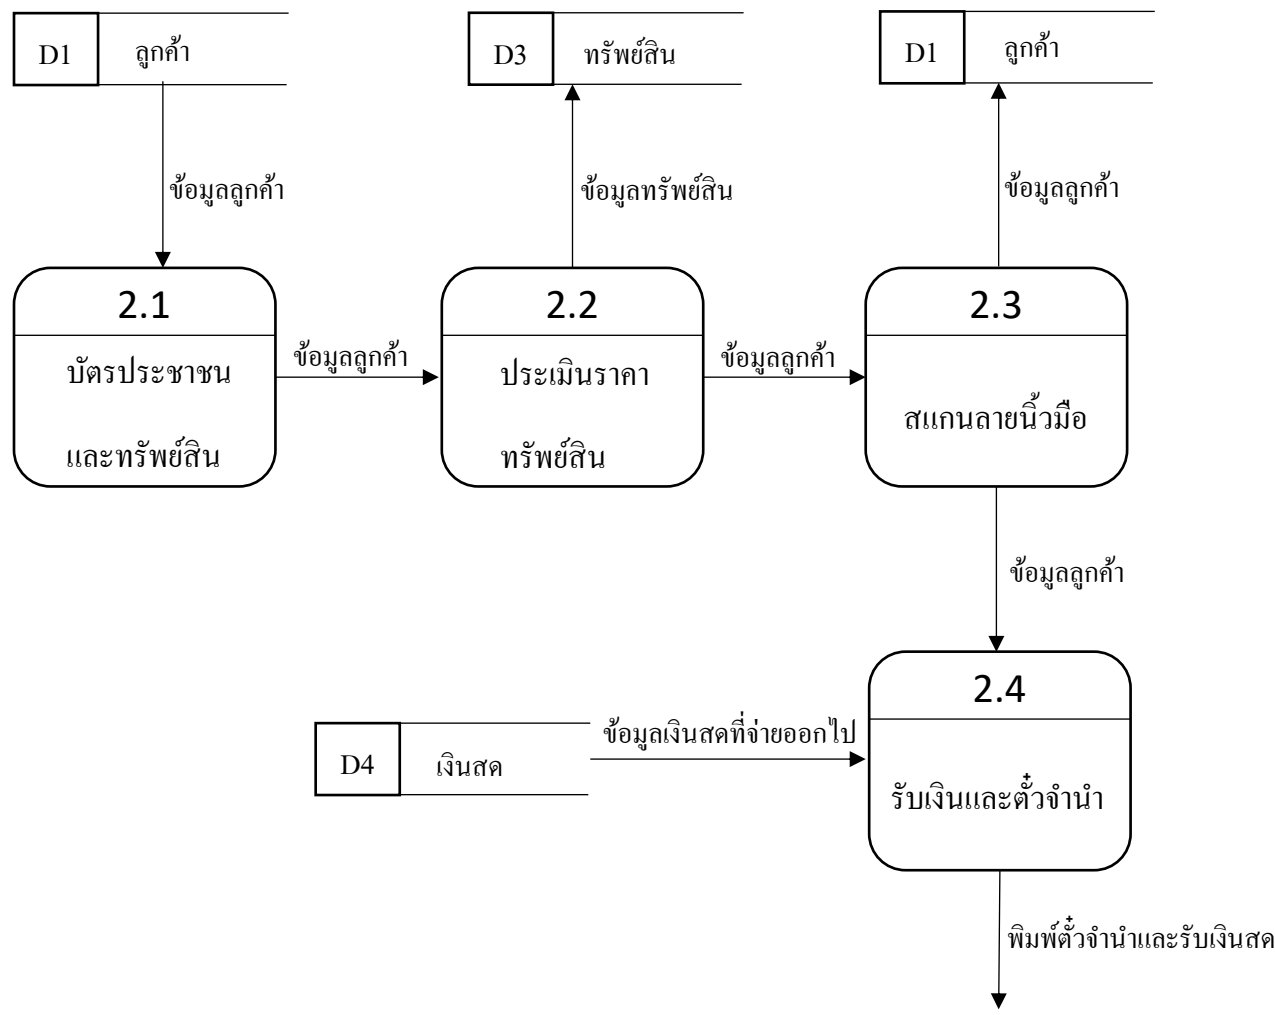 D1 ลูกค้า
D3 ทรัพย์สิน
D1 ลูกค้า
ข้อมูลลูกค้า
ข้อมูลทรัพย์สิน
ข้อมูลลูกค้า
2.1
บัตรประชาชน
และทรัพย์สิน
ข้อมูลลูกค้า
2.2
ประเมินราคา
ทรัพย์สิน
ข้อมูลลูกค้า
2.3
สแกนลายนิ้วมือ
ข้อมูลลูกค้า
D4 เงินสด
ข้อมูลเงินสดที่จ่ายออกไป
2.4
รับเงินและตั๋วจำนำ
พิมพ์ตั๋วจำนำและรับเงินสด